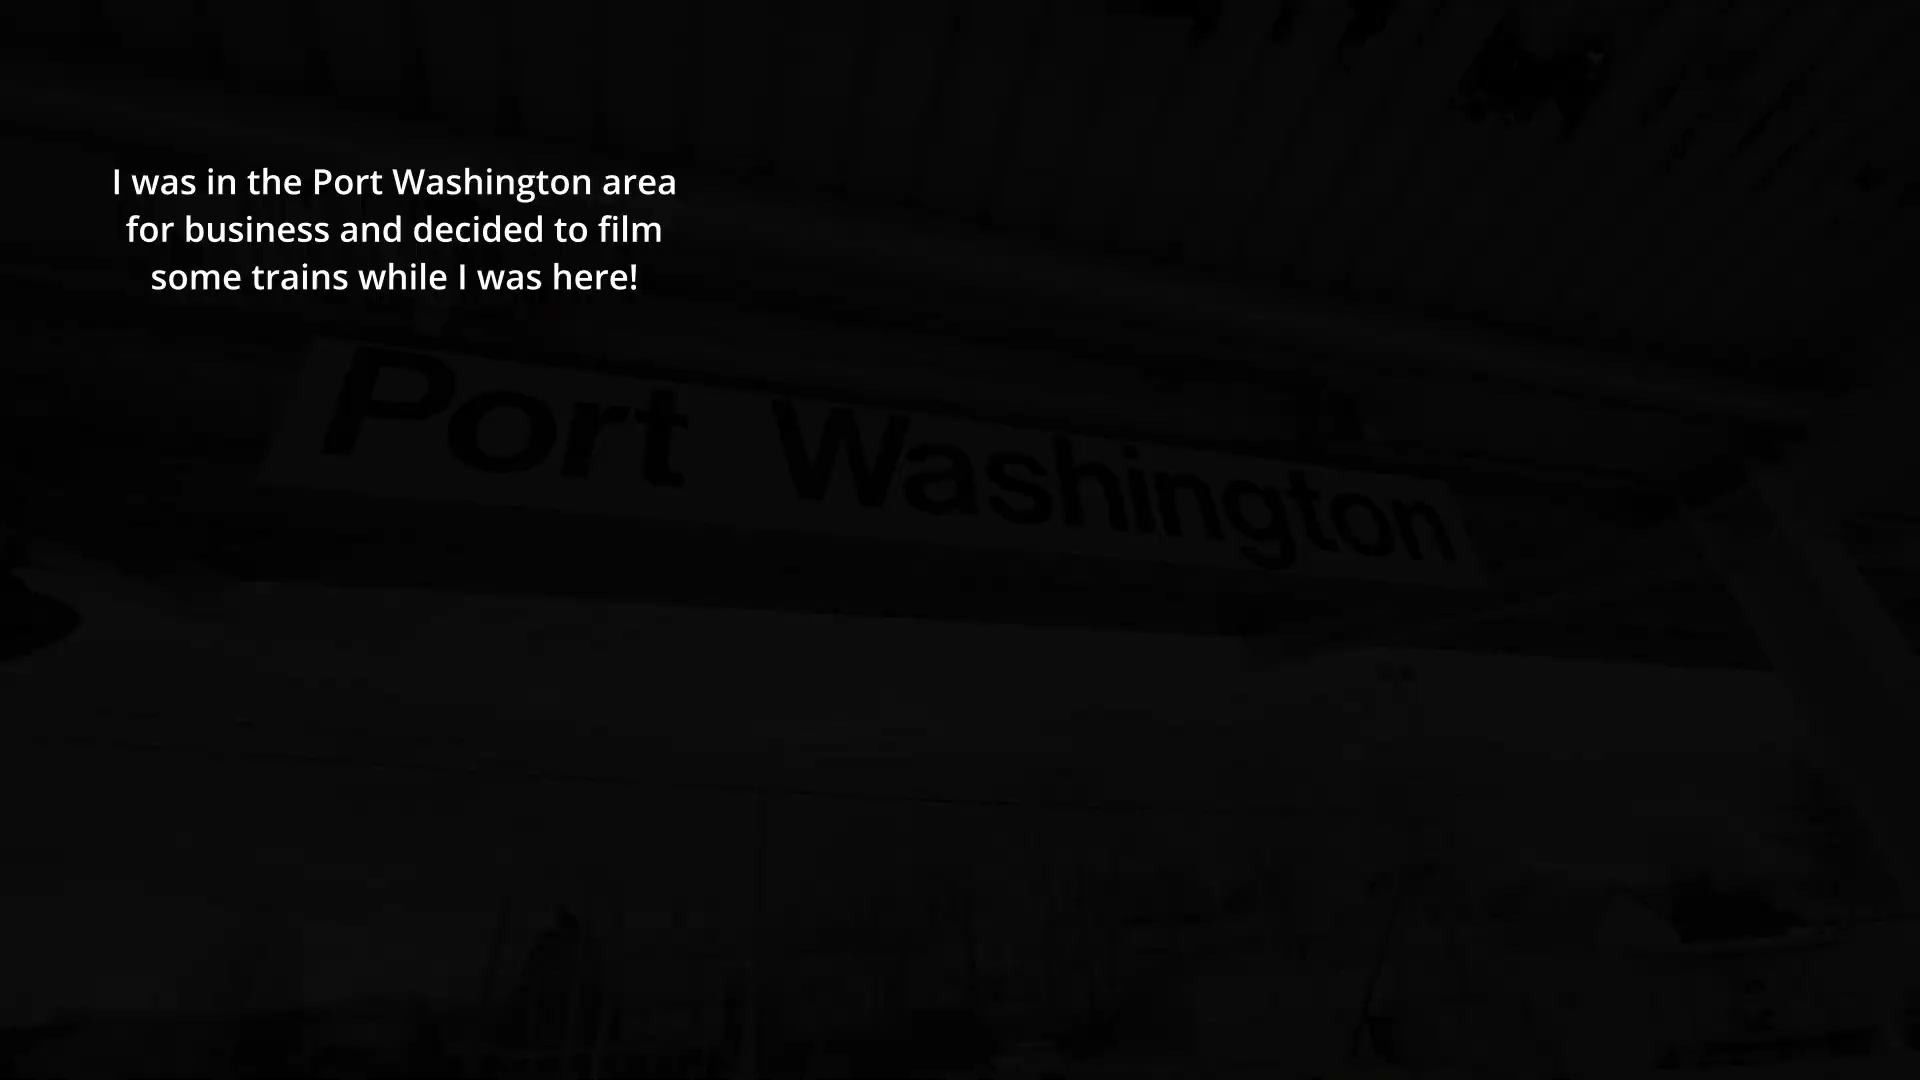 I was in the Port Washington area
for business and decided to film
some trains while I was here!
Port Washington